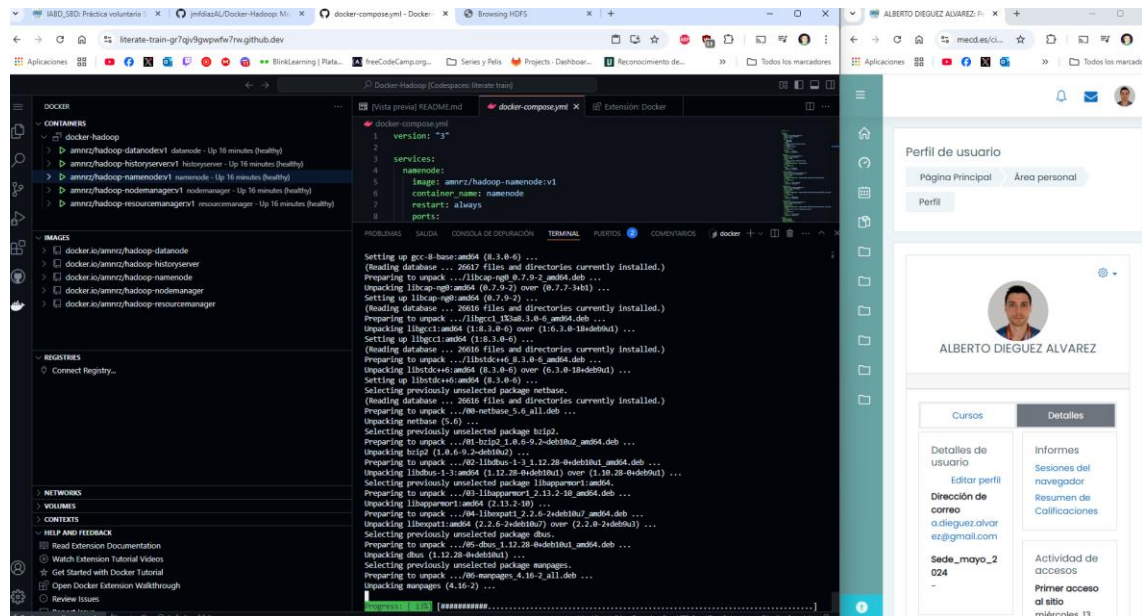 IABD_SBD: Práctica voluntaria S
jmfdiazAL/Docker-Hadoop: M
docker-compose.yml - Docker-
Browsing HDFS
literate-train-gr7qjv9gwpwfw7rw.github.dev
Aplicaciones
BlinkLearning | Plata...
freeCodeCamp.org...
Series y Pelis
Projects - Dashboar...
Reconocimiento de...
Todos los marcadores
Docker-Hadoop [Codespaces: literate train]
DOCKER
CONTAINERS
docker-hadoop
amnrz/hadoop-datanode:v1 datanode - Up 16 minutes (healthy)
amnrz/hadoop-historyserver:v1 historyserver - Up 16 minutes (healthy)
amnrz/hadoop-namenode:v1 namenode - Up 16 minutes (healthy)
amnrz/hadoop-nodemanager:v1 nodemanager - Up 16 minutes (healthy)
amnrz/hadoop-resourcemanager:v1 resourcemanager - Up 16 minutes (healthy)
IMAGES
docker.io/amnrz/hadoop-datanode
docker.io/amnrz/hadoop-historyserver
docker.io/amnrz/hadoop-namenode
docker.io/amnrz/hadoop-nodemanager
docker.io/amnrz/hadoop-resourcemanager
REGISTRIES
Connect Registry...
NETWORKS
VOLUMES
CONTEXTS
HELP AND FEEDBACK
Read Extension Documentation
Watch Extension Tutorial Videos
Get Started with Docker Tutorial
Open Docker Extension Walkthrough
Review Issues
[Vista previa] README.md
docker-compose.yml
Extensión: Docker
docker-compose.yml
1 version: "3"
2
3 services:
4 namenode:
5 image: amnrz/hadoop-namenode:v1
6 container_name: namenode
7 restart: always
8 ports:
PROBLEMAS SALIDA CONSOLA DE DEPURACIÓN TERMINAL PUERTOS 2 COMENTARIOS docker
Setting up gcc-8-base:amd64 (8.3.0-6) ...
(Reading database ... 26617 files and directories currently installed.)
Preparing to unpack .../libcap-ng0_0.7.9-2_amd64.deb ...
Unpacking libcap-ng0:amd64 (0.7.9-2) over (0.7.7-3+b1) ...
Setting up libcap-ng0:amd64 (0.7.9-2) ...
(Reading database ... 26616 files and directories currently installed.)
Preparing to unpack .../libgcc1_1%3a8.3.0-6_amd64.deb ...
Unpacking libgcc1:amd64 (1:8.3.0-6) over (1:6.3.0-18+deb9u1) ...
Setting up libgcc1:amd64 (1:8.3.0-6) ...
(Reading database ... 26616 files and directories currently installed.)
Preparing to unpack .../libstdc++6_8.3.0-6_amd64.deb ...
Unpacking libstdc++6:amd64 (8.3.0-6) over (6.3.0-18+deb9u1) ...
Setting up libstdc++6:amd64 (8.3.0-6) ...
Selecting previously unselected package netbase.
(Reading database ... 26616 files and directories currently installed.)
Preparing to unpack .../00-netbase_5.6_all.deb ...
Unpacking netbase (5.6) ...
Selecting previously unselected package bzip2.
Preparing to unpack .../01-bzip2_1.0.6-9.2~deb10u2_amd64.deb ...
Unpacking bzip2 (1.0.6-9.2~deb10u2) ...
Preparing to unpack .../02-libdbus-1-3_1.12.28-0+deb10u1_amd64.deb ...
Unpacking libdbus-1-3:amd64 (1.12.28-0+deb10u1) over (1.10.28-0+deb9u1) ...
Selecting previously unselected package libapparmor1:amd64.
Preparing to unpack .../03-libapparmor1_2.13.2-10_amd64.deb ...
Unpacking libapparmor1:amd64 (2.13.2-10) ...
Preparing to unpack .../04-libexpat1_2.2.6-2+deb10u7_amd64.deb ...
Unpacking libexpat1:amd64 (2.2.6-2+deb10u7) over (2.2.0-2+deb9u3) ...
Selecting previously unselected package dbus.
Preparing to unpack .../05-dbus_1.12.28-0+deb10u1_amd64.deb ...
Unpacking dbus (1.12.28-0+deb10u1) ...
Selecting previously unselected package manpages.
Preparing to unpack .../06-manpages_4.16-2_all.deb ...
Unpacking manpages (4.16-2) ...
Progress: [ 13%] [##########.....................................................]
ALBERTO DIEGUEZ ALVAREZ: Pe
mecd.es/ci...
Aplicaciones
Todos los marcadores
Perfil de usuario
Página Principal
Área personal
Perfil
ALBERTO DIEGUEZ ALVAREZ
Cursos
Detalles
Detalles de
usuario
Editar perfil
Dirección de
correo
a.dieguez.alvar
ez@gmail.com
Sede_mayo_2
024
-
Informes
Sesiones del
navegador
Resumen de
Calificaciones
Actividad de
accesos
Primer acceso
al sitio
miércoles, 13